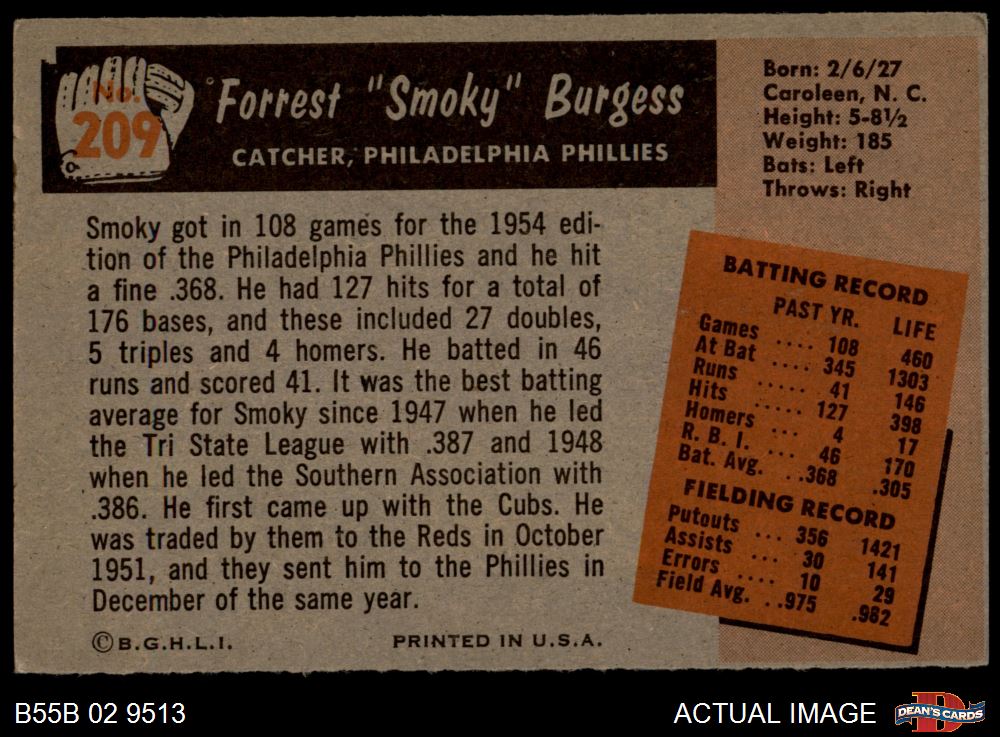 No.
209
Forrest "Smoky" Burgess
CATCHER, PHILADELPHIA PHILLIES
Born: 2/6/27
Caroleen, N. C.
Height: 5-8½
Weight: 185
Bats: Left
Throws: Right
Smoky got in 108 games for the 1954 edi-
tion of the Philadelphia Phillies and he hit
a fine .368. He had 127 hits for a total of
176 bases, and these included 27 doubles,
5 triples and 4 homers. He batted in 46
runs and scored 41. It was the best batting
average for Smoky since 1947 when he led
the Tri State League with .387 and 1948
when he led the Southern Association with
.386. He first came up with the Cubs. He
was traded by them to the Reds in October
1951, and they sent him to the Phillies in
December of the same year.
BATTING RECORD
PAST YR. LIFE
Games .... 108 460
At Bat .... 345 1303
Runs ..... 41 146
Hits ..... 127 398
Homers ... 4 17
R. B. I. ... 46 170
Bat. Avg. ..368 .305
FIELDING RECORD
Putouts ... 356 1421
Assists ... 30 141
Errors .... 10 29
Field Avg. ..975 .982
© B.G.H.L.I. PRINTED IN U.S.A.
B55B 02 9513
ACTUAL IMAGE
D
DEAN'S CARDS